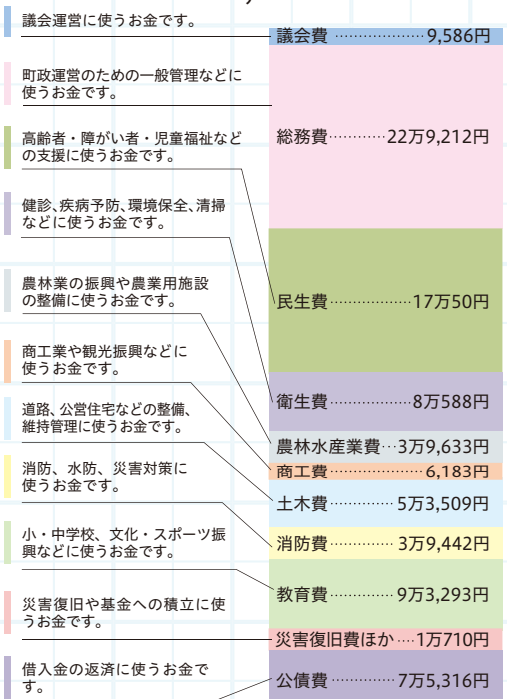 議会運営に使うお金です。
議会費 ………………… 9,586円
町政運営のための一般管理などに
使うお金です。
総務費………… 22万9,212円
高齢者・障がい者・児童福祉など
の支援に使うお金です。
民生費……………… 17万50円
健診、疾病予防、環境保全、清掃
などに使うお金です。
衛生費……………… 8万588円
農林業の振興や農業用施設
の整備に使うお金です。
農林水産業費… 3万9,633円
商工業や観光振興などに
使うお金です。
商工費………………… 6,183円
道路、公営住宅などの整備、
維持管理に使うお金です。
土木費…………… 5万3,509円
消防、水防、災害対策に
使うお金です。
消防費…………… 3万9,442円
小・中学校、文化・スポーツ振
興などに使うお金です。
教育費…………… 9万3,293円
災害復旧や基金への積立に使
うお金です。
災害復旧費ほか…… 1万710円
借入金の返済に使うお金で
す。
公債費…………… 7万5,316円